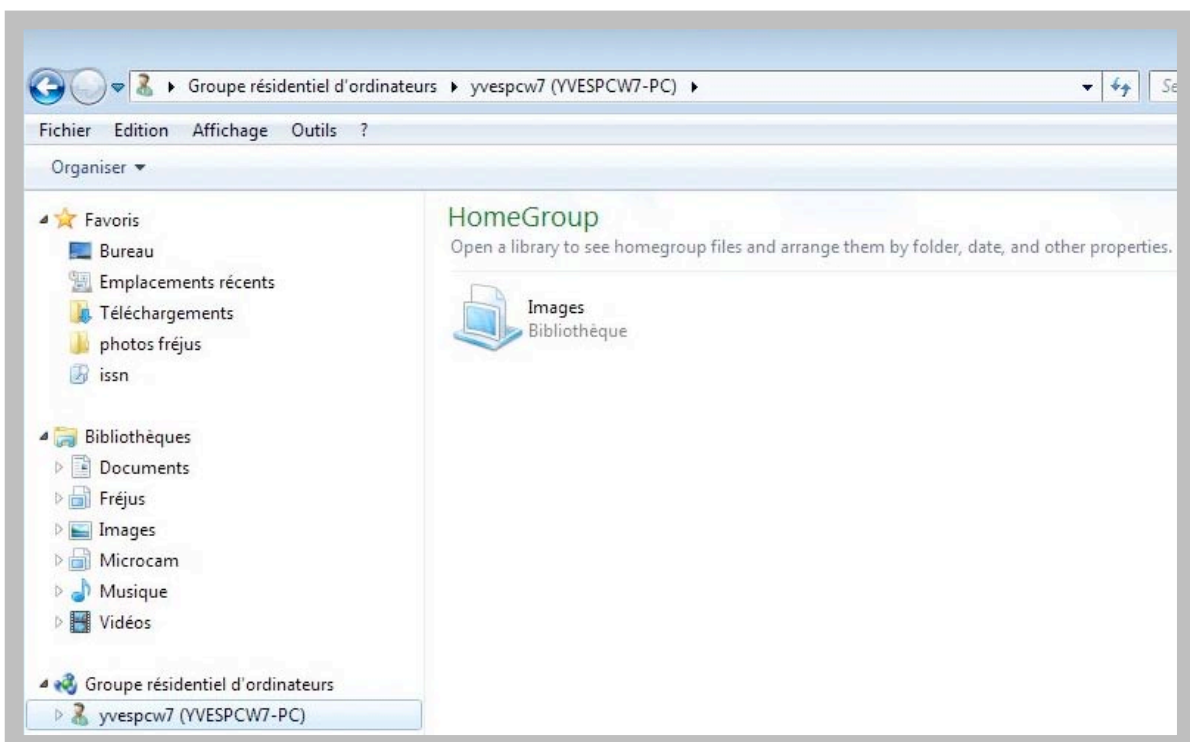 Groupe résidentiel d'ordinateurs yvespcw7 (YVESPCW7-PC)
Fichier Edition Affichage Outils ?
Organiser
Favoris
Bureau
Emplacements récents
Téléchargements
photos fréjus
issn
Bibliothèques
Documents
Fréjus
Images
Microcam
Musique
Vidéos
Groupe résidentiel d'ordinateurs
yvespcw7 (YVESPCW7-PC)
HomeGroup
Open a library to see homegroup files and arrange them by folder, date, and other properties.
Images
Bibliothèque